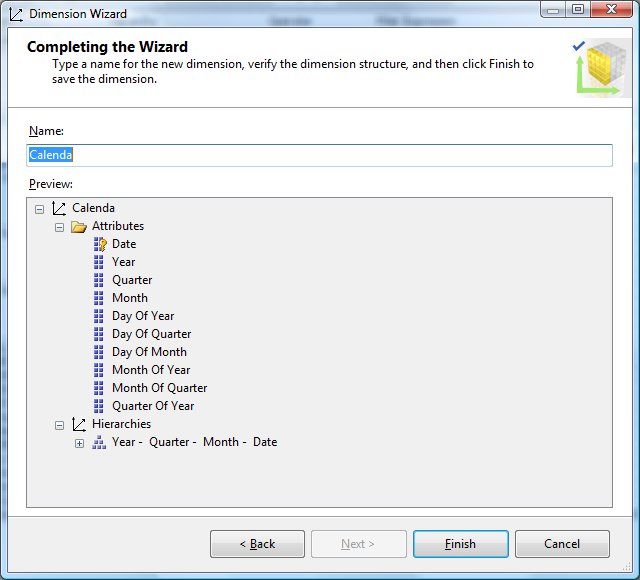 Dimension Wizard
Completing the Wizard
Type a name for the new dimension, verify the dimension structure, and then click Finish to
save the dimension.
Name:
Calenda
Preview:
Calenda
Attributes
Date
Year
Quarter
Month
Day Of Year
Day Of Quarter
Day Of Month
Month Of Year
Month Of Quarter
Quarter Of Year
Hierarchies
Year - Quarter - Month - Date
< Back Next > Finish Cancel